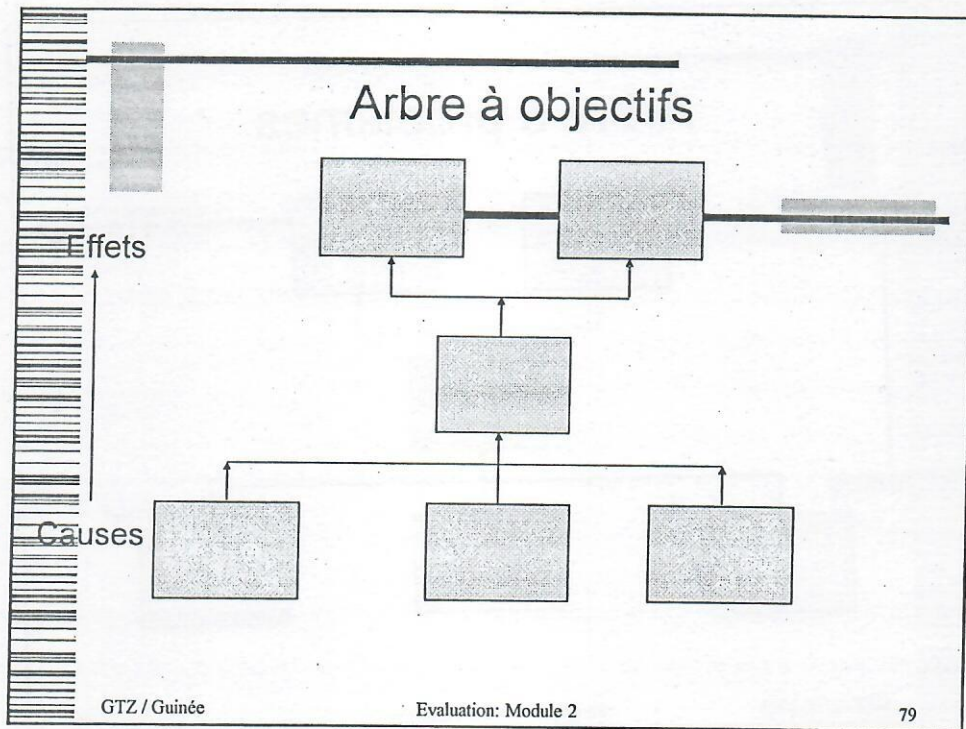 Arbre à objectifs
Effets
Causes
GTZ / Guinée
Evaluation: Module 2
79